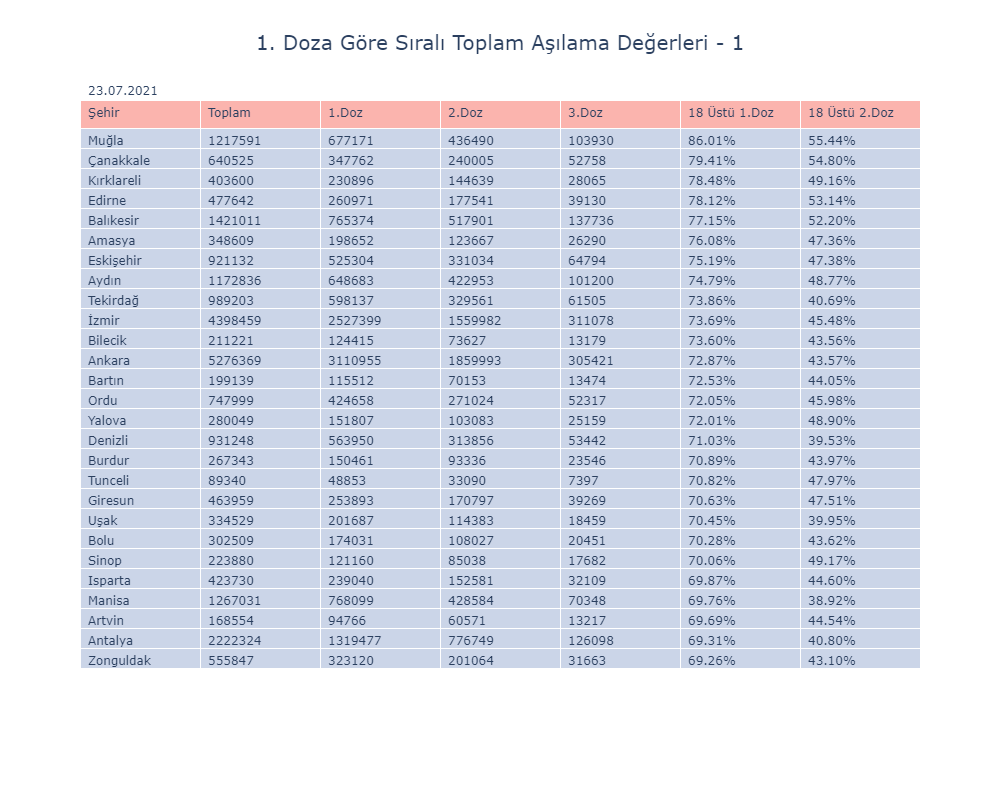 1. Doza Göre Sıralı Toplam Aşılama Değerleri - 1
23.07.2021
Şehir Toplam 1.Doz 2.Doz 3.Doz 18 Üstü 1.Doz 18 Üstü 2.Doz
Muğla 1217591 677171 436490 103930 86.01% 55.44%
Çanakkale 640525 347762 240005 52758 79.41% 54.80%
Kırklareli 403600 230896 144639 28065 78.48% 49.16%
Edirne 477642 260971 177541 39130 78.12% 53.14%
Balıkesir 1421011 765374 517901 137736 77.15% 52.20%
Amasya 348609 198652 123667 26290 76.08% 47.36%
Eskişehir 921132 525304 331034 64794 75.19% 47.38%
Aydın 1172836 648683 422953 101200 74.79% 48.77%
Tekirdağ 989203 598137 329561 61505 73.86% 40.69%
İzmir 4398459 2527399 1559982 311078 73.69% 45.48%
Bilecik 211221 124415 73627 13179 73.60% 43.56%
Ankara 5276369 3110955 1859993 305421 72.87% 43.57%
Bartın 199139 115512 70153 13474 72.53% 44.05%
Ordu 747999 424658 271024 52317 72.05% 45.98%
Yalova 280049 151807 103083 25159 72.01% 48.90%
Denizli 931248 563950 313856 53442 71.03% 39.53%
Burdur 267343 150461 93336 23546 70.89% 43.97%
Tunceli 89340 48853 33090 7397 70.82% 47.97%
Giresun 463959 253893 170797 39269 70.63% 47.51%
Uşak 334529 201687 114383 18459 70.45% 39.95%
Bolu 302509 174031 108027 20451 70.28% 43.62%
Sinop 223880 121160 85038 17682 70.06% 49.17%
Isparta 423730 239040 152581 32109 69.87% 44.60%
Manisa 1267031 768099 428584 70348 69.76% 38.92%
Artvin 168554 94766 60571 13217 69.69% 44.54%
Antalya 2222324 1319477 776749 126098 69.31% 40.80%
Zonguldak 555847 323120 201064 31663 69.26% 43.10%